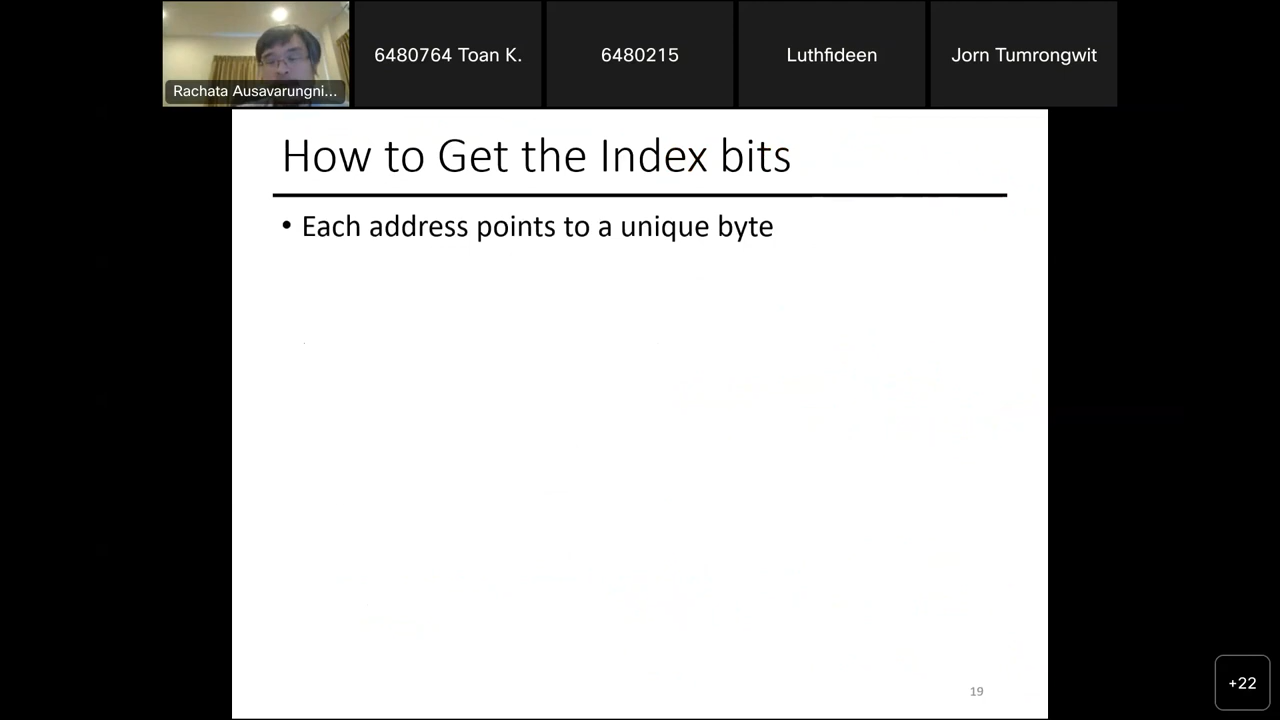 Rachata Ausavarungni...
6480764 Toan K.
6480215
Luthfideen
Jorn Tumrongwit
How to Get the Index bits
• Each address points to a unique byte
19
+22